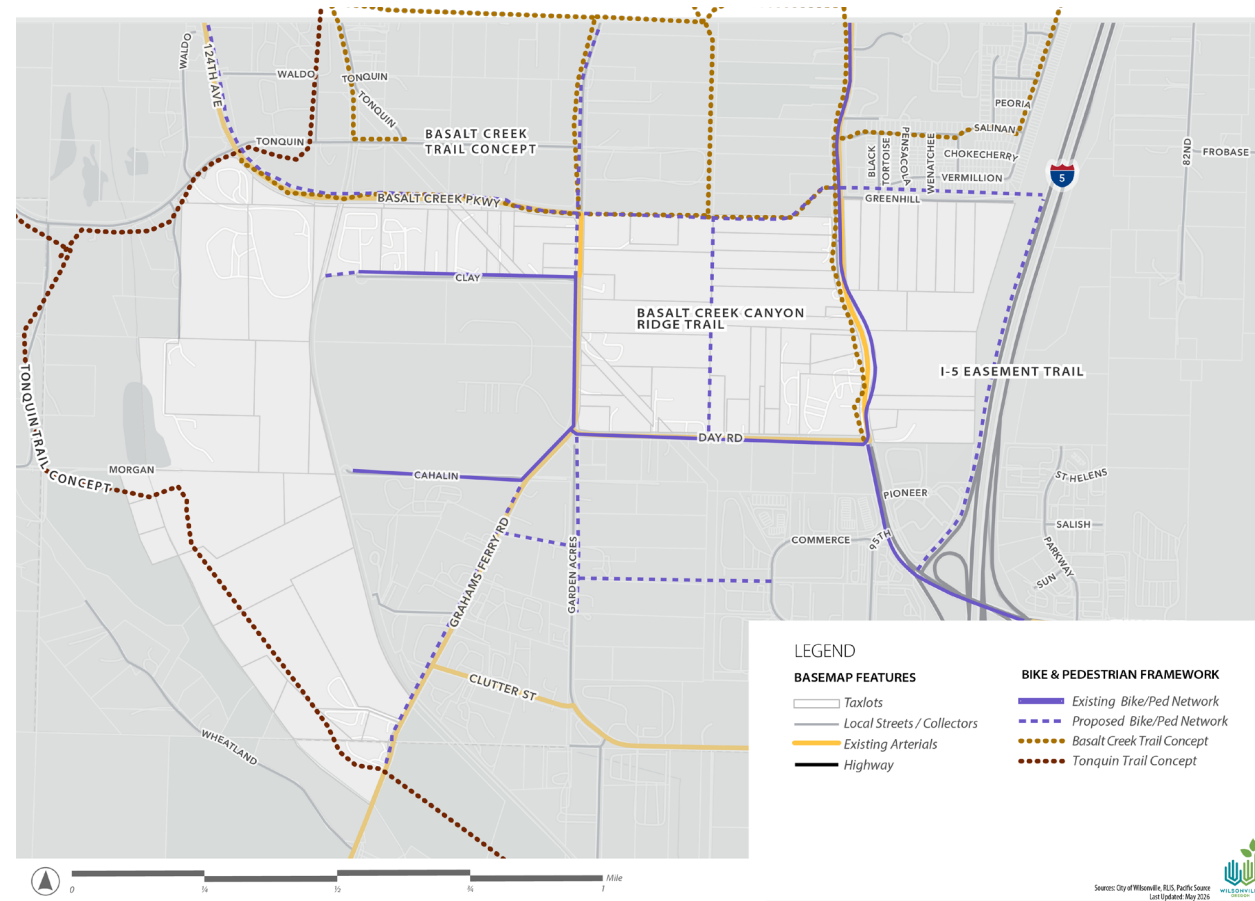 WALDO
124TH AVE
WALDO
TONQUIN
TONQUIN
TONQUIN
BASALT CREEK
TRAIL CONCEPT
PEORIA
SALINAN
BLACK
TORTOISE
PENSACOLA
WENATCHEE
CHOKECHERRY
VERMILLION
GREENHILL
5
82ND
FROBASE
BASALT CREEK PKWY
CLAY
BASALT CREEK CANYON
RIDGE TRAIL
I-5 EASEMENT TRAIL
TONQUIN TRAIL CONCEPT
MORGAN
DAY RD
CAHALIN
PIONEER
ST HELENS
95TH
COMMERCE
SALISH
PARKWAY
SUN
GRAHAMS FERRY RD
GARDEN ACRES
CLUTTER ST
WHEATLAND
LEGEND
BASEMAP FEATURES
Taxlots
Local Streets / Collectors
Existing Arterials
Highway
BIKE & PEDESTRIAN FRAMEWORK
Existing Bike/Ped Network
Proposed Bike/Ped Network
Basalt Creek Trail Concept
Tonquin Trail Concept
0 ¼ ½ ¾ 1 Mile
Sources: City of Wilsonville, RLIS, Pacific Source
Last Updated: May 2026
OREGON